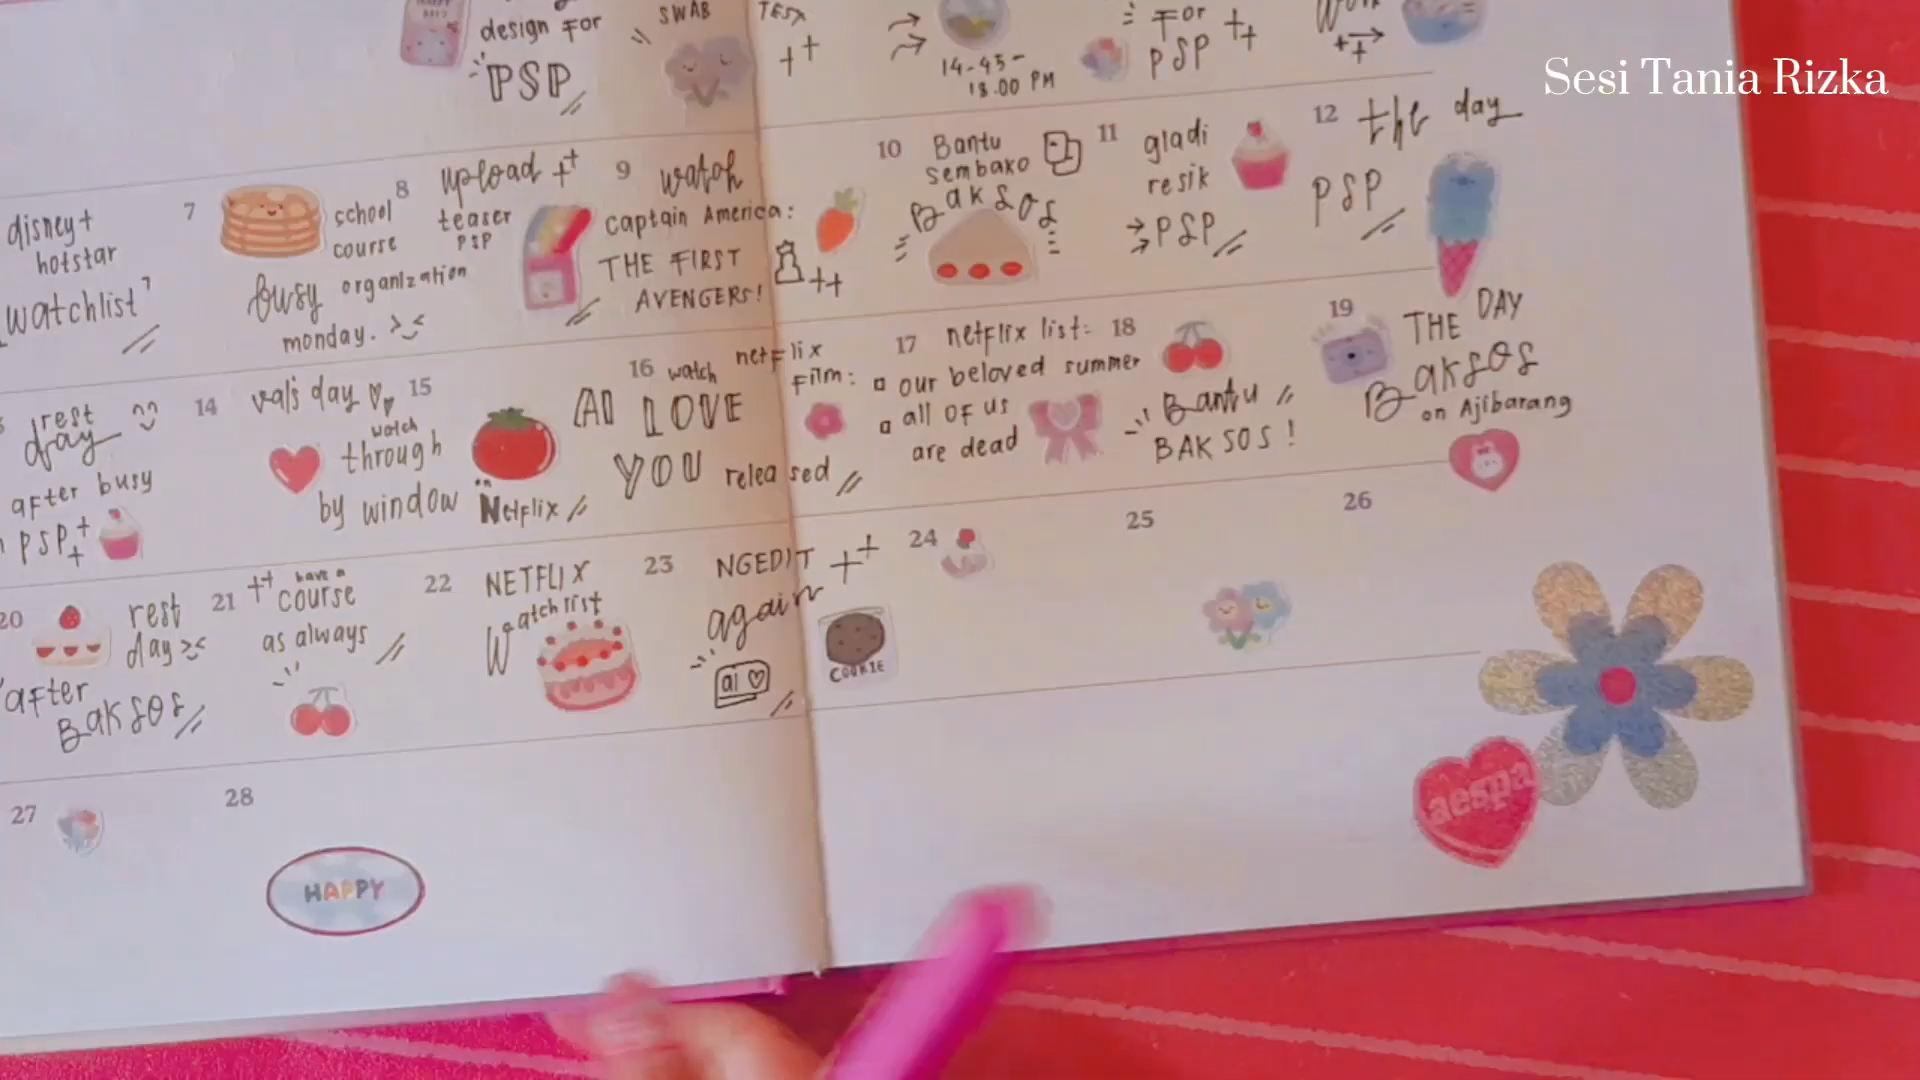 Sesi Tania Rizka
design for
PSP
SWAB
TEST
14-45-
18.00 PM
For
PSP
disney+
hotstar
watchlist
7
school
course
busy organization
monday.
8
upload
teaser
PSP
9
watch
captain America:
THE FIRST
AVENGERS!
10
Bantu
sembako
BAKSOS
11
gladi
resik
PSP
12
the day
PSP
rest
day
after busy
PSP
14
val's day
15
watch
through
by window
on
Netflix
16 watch netflix
film:
AI LOVE
YOU released
17 netflix list:
our beloved summer
all of us
are dead
18
Bantu
BAKSOS!
19
THE DAY
BAKSOS
on Ajibarang
20
rest
day
after
BAKSOS
21
have a
course
as always
22
NETFLIX
Watchlist
23
NGEDIT
again
ai
COOKIE
24
25
26
27
28
HAPPY
aespa